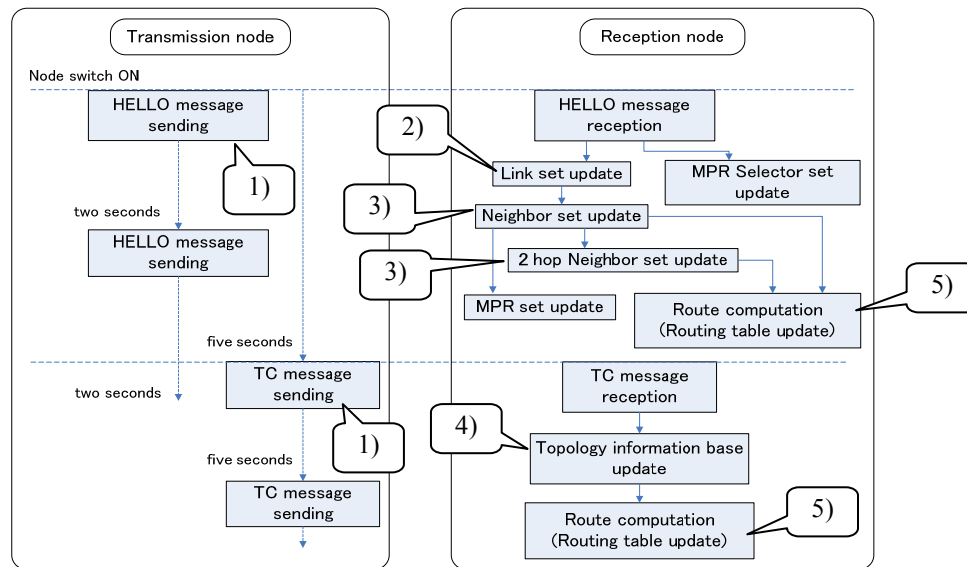 Transmission node
Reception node
Node switch ON
HELLO message
sending
1)
two seconds
HELLO message
sending
five seconds
two seconds
TC message
sending
1)
five seconds
TC message
sending
HELLO message
reception
2)
Link set update
MPR Selector set
update
3)
Neighbor set update
3)
2 hop Neighbor set update
MPR set update
5)
Route computation
(Routing table update)
TC message
reception
4)
Topology information base
update
5)
Route computation
(Routing table update)